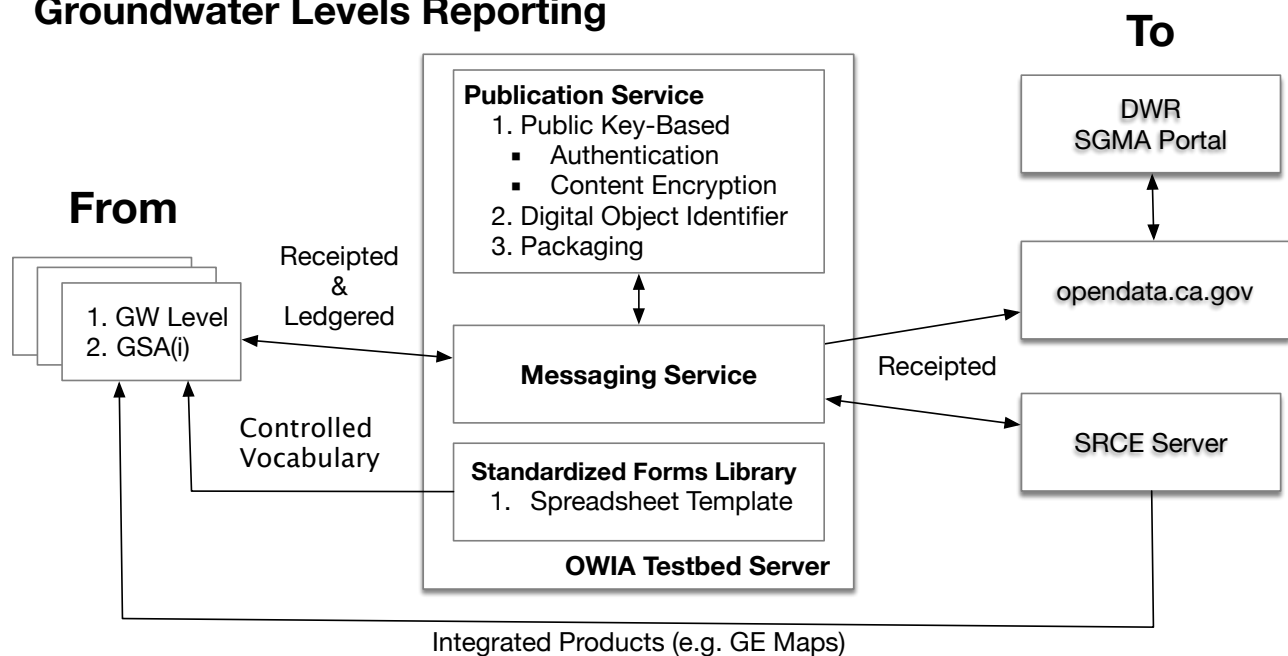 Groundwater Levels Reporting
To
From
1. GW Level
2. GSA(i)
Receipted
&
Ledgered
Controlled
Vocabulary
Publication Service
1. Public Key-Based
▪ Authentication
▪ Content Encryption
2. Digital Object Identifier
3. Packaging
Messaging Service
Standardized Forms Library
1. Spreadsheet Template
OWIA Testbed Server
Receipted
DWR
SGMA Portal
opendata.ca.gov
SRCE Server
Integrated Products (e.g. GE Maps)